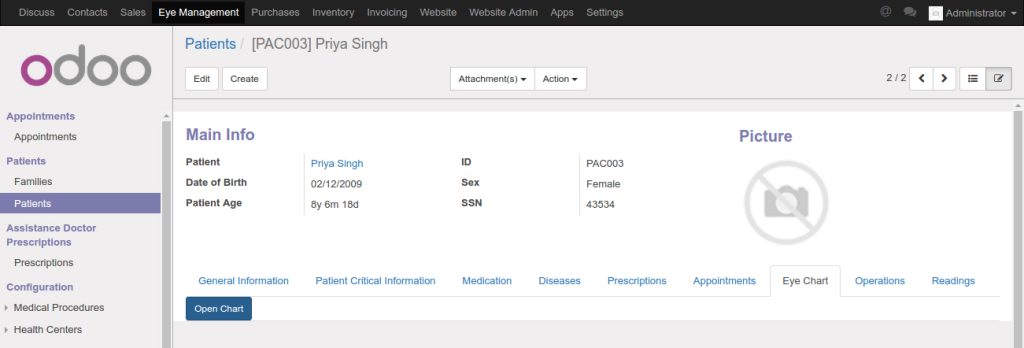 Discuss Contacts Sales Eye Management Purchases Inventory Invoicing Website Website Admin Apps Settings @ Administrator
odoo
Patients / [PAC003] Priya Singh
Edit Create Attachment(s) Action 2 / 2
Appointments
Appointments
Patients
Families
Patients
Assistance Doctor
Prescriptions
Prescriptions
Configuration
Medical Procedures
Health Centers
Main Info
Picture
Patient Priya Singh ID PAC003
Date of Birth 02/12/2009 Sex Female
Patient Age 8y 6m 18d SSN 43534
General Information Patient Critical Information Medication Diseases Prescriptions Appointments Eye Chart Operations Readings
Open Chart